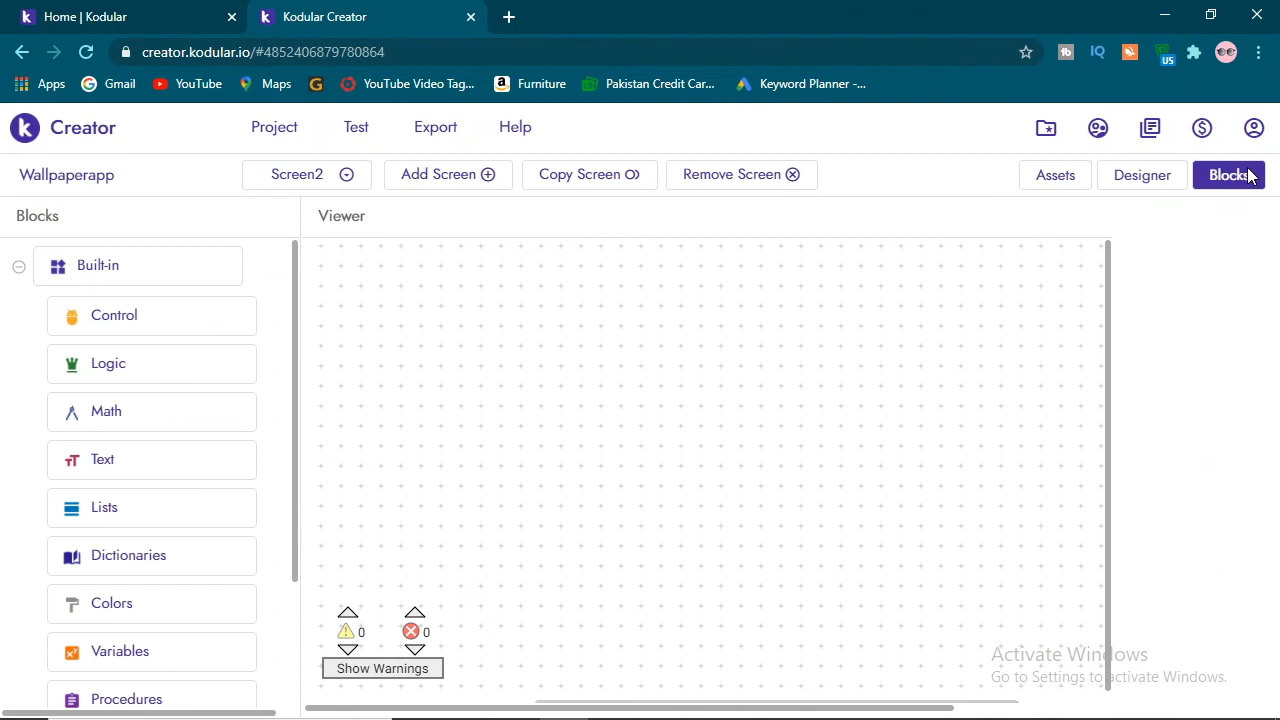 Home | Kodular
Kodular Creator
creator.kodular.io/#4852406879780864
US
Apps
Gmail
YouTube
Maps
YouTube Video Tag...
Furniture
Pakistan Credit Car...
Keyword Planner -...
Creator
Project
Test
Export
Help
Wallpaperapp
Screen2
Add Screen
Copy Screen
Remove Screen
Assets
Designer
Blocks
Blocks
Viewer
Built-in
Control
Logic
Math
Text
Lists
Dictionaries
Colors
Variables
Procedures
0
0
Show Warnings
Activate Windows
Go to Settings to activate Windows.